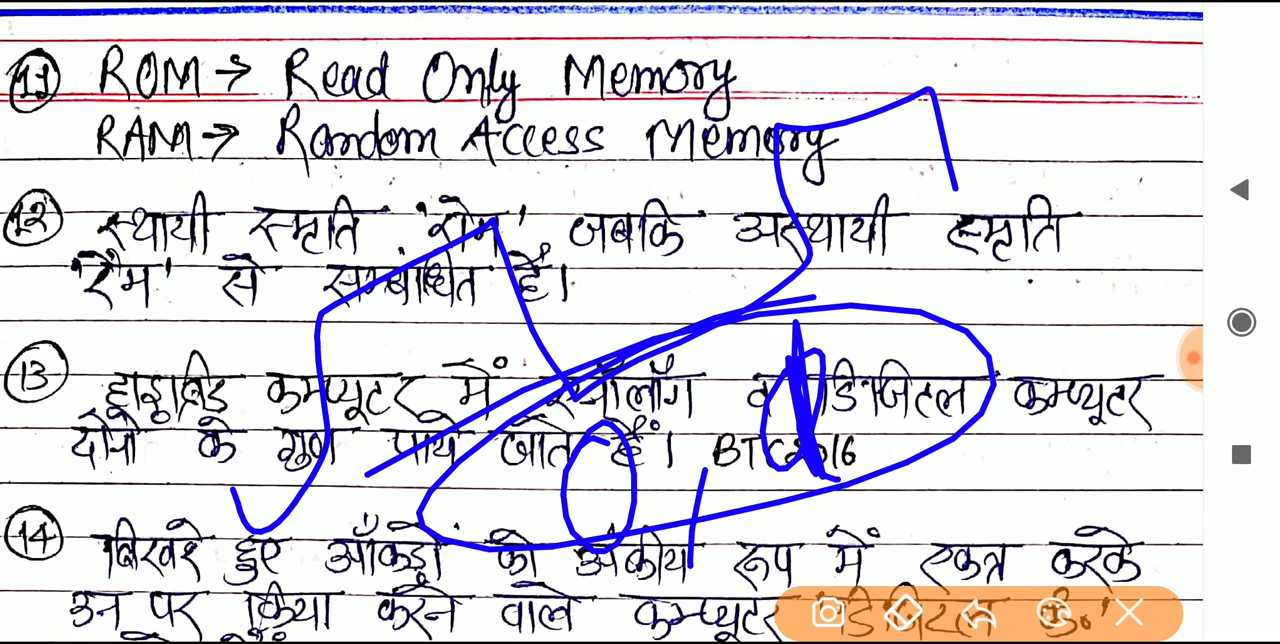 11 ROM → Read Only Memory
RAM → Random Access Memory
12 स्थायी स्मृति 'रोम' जबकि अस्थायी स्मृति
'रैम' से सम्बंधित है।
13 हाइब्रिड कम्प्यूटर में एनॉलॉग व डिजिटल कम्प्यूटर
दोनों के गुण पाये जाते हैं। BTC 2016
14 बिखरे हुए आँकड़ों को अंकीय रूप में एकत्र करके
उन पर क्रिया करने वाले कम्प्यूटर डिजिटल